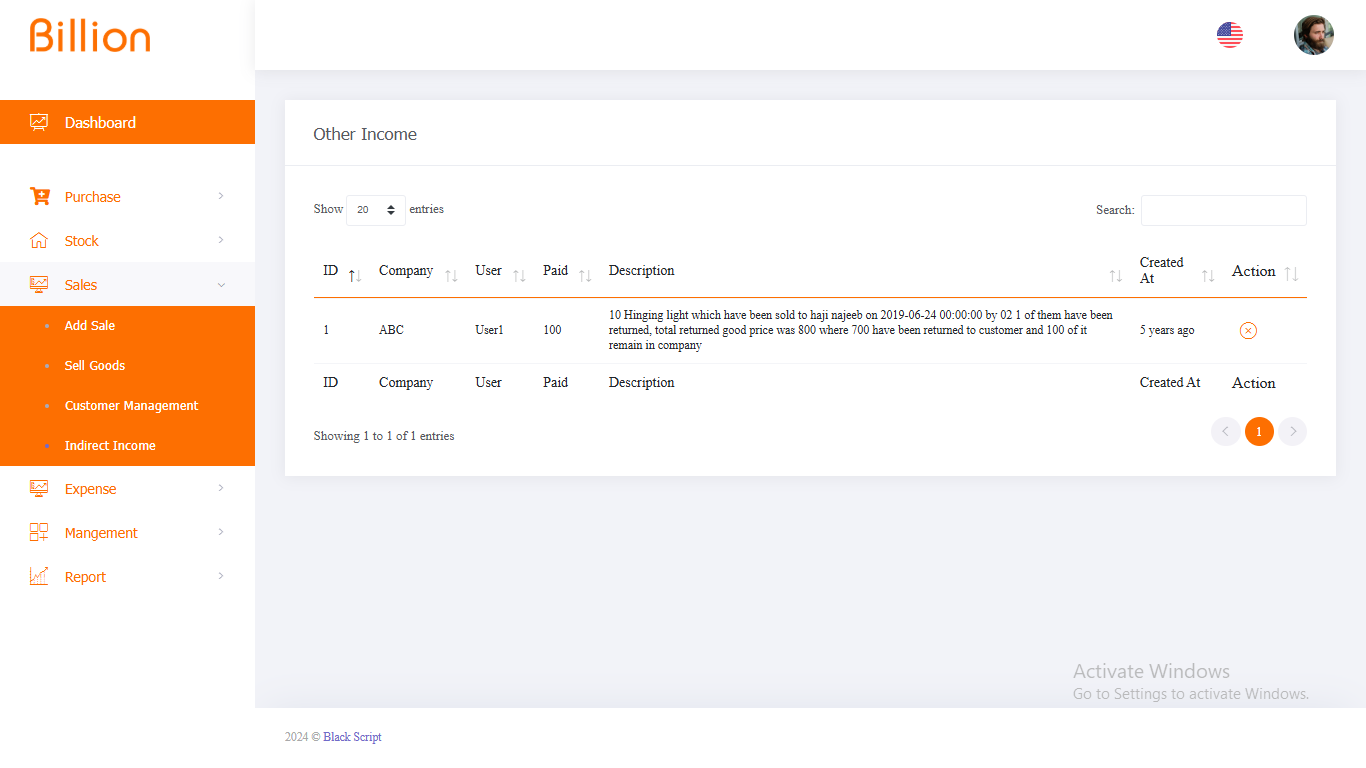 Billion
Dashboard
Purchase
Stock
Sales
Add Sale
Sell Goods
Customer Management
Indirect Income
Expense
Mangement
Report
Other Income
Show 20 entries
Search:
ID Company User Paid Description Created At Action
1 ABC User1 100 10 Hinging light which have been sold to haji najeeb on 2019-06-24 00:00:00 by 02 1 of them have been
returned, total returned good price was 800 where 700 have been returned to customer and 100 of it
remain in company
5 years ago
ID Company User Paid Description Created At Action
Showing 1 to 1 of 1 entries
1
Activate Windows
Go to Settings to activate Windows.
2024 © Black Script